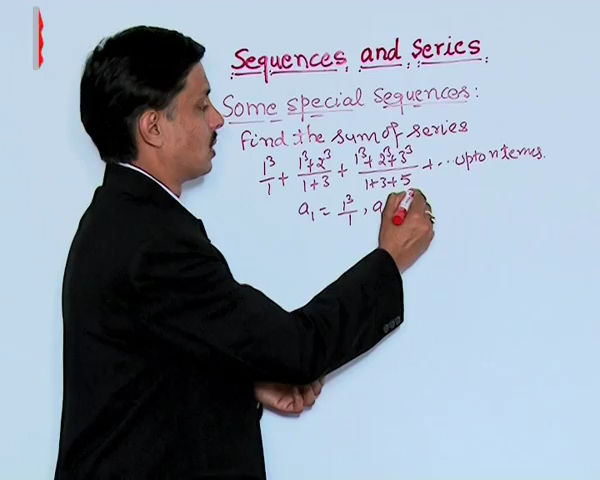 Sequences and Series
Some special sequences:
Find the sum of series
1³/1 + (1³+2³)/(1+3) + (1³+2³+3³)/(1+3+5) + ... upto n terms.
a₁ = 1³/1 , a